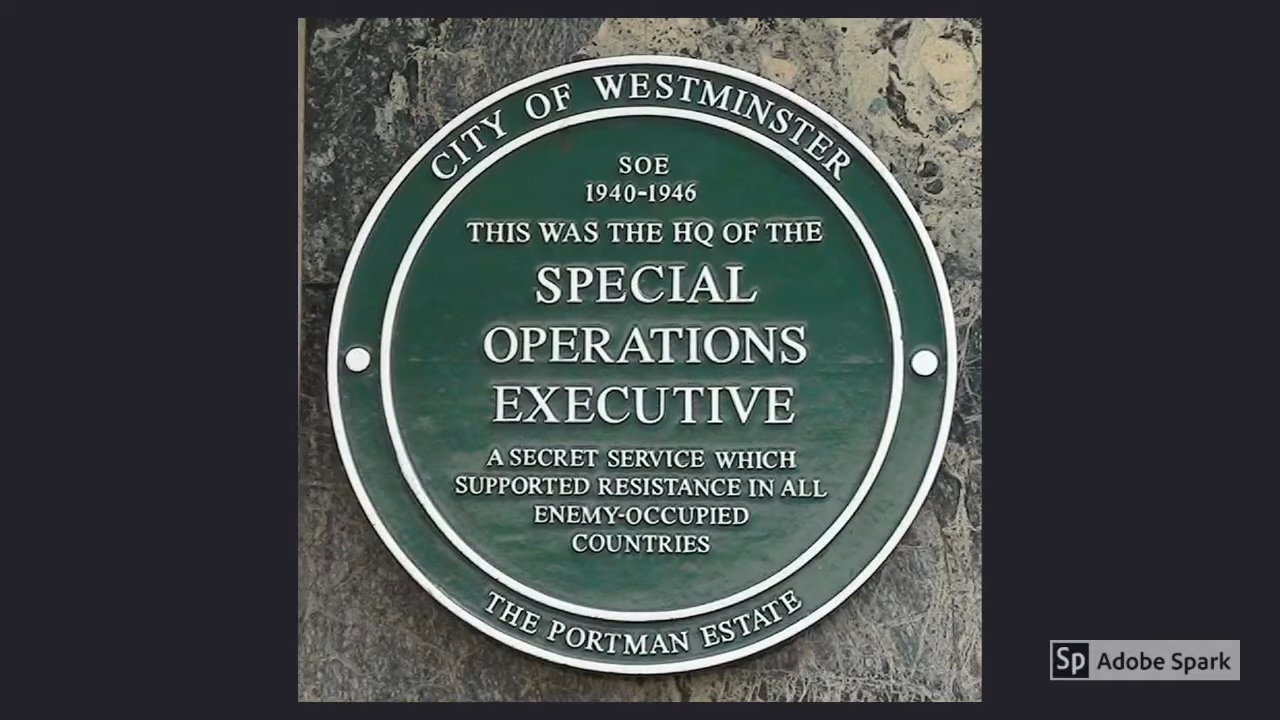 CITY OF WESTMINSTER
SOE
1940-1946
THIS WAS THE HQ OF THE
SPECIAL
OPERATIONS
EXECUTIVE
A SECRET SERVICE WHICH
SUPPORTED RESISTANCE IN ALL
ENEMY-OCCUPIED
COUNTRIES
THE PORTMAN ESTATE
Sp Adobe Spark